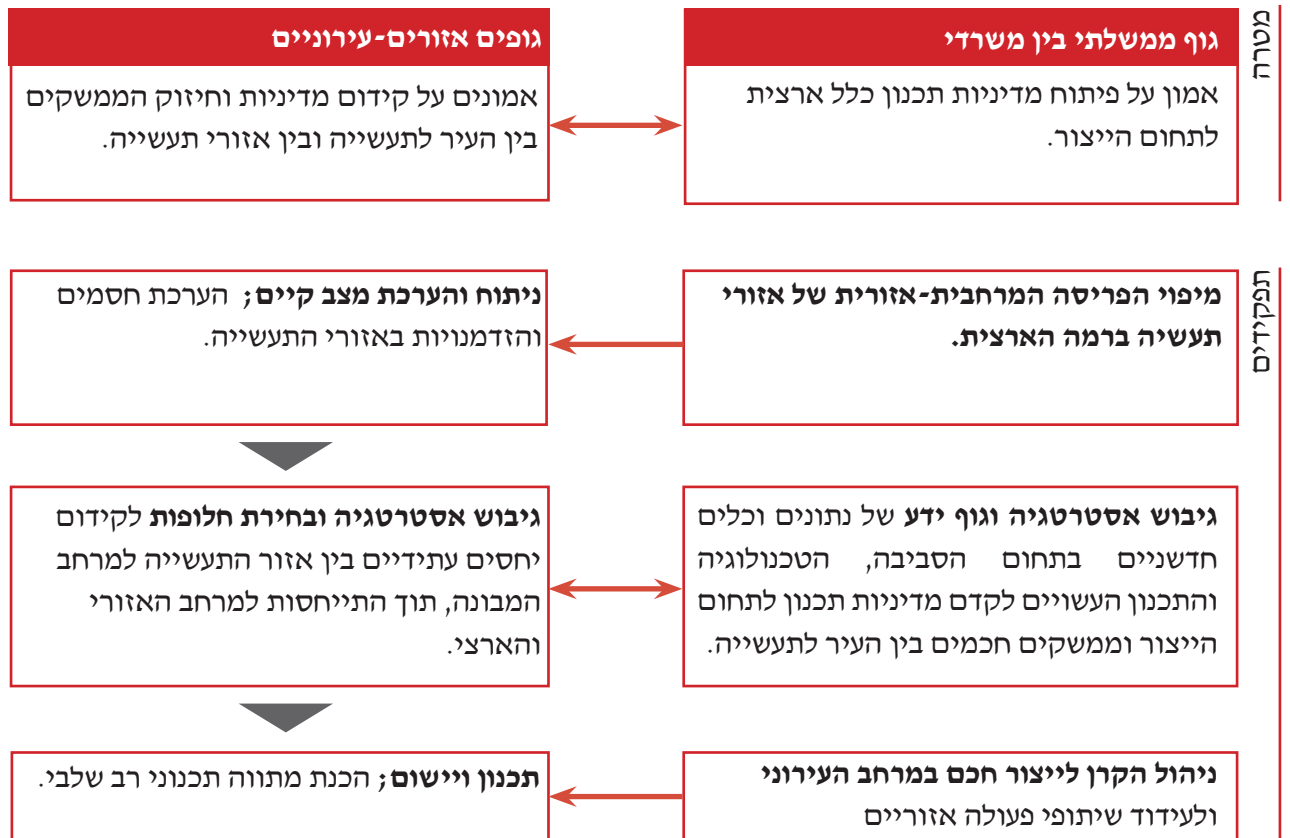 מטרה
גוף ממשלתי בין משרדי
אמון על פיתוח מדיניות תכנון כלל ארצית
לתחום הייצור.
גופים אזורים-עירוניים
אמונים על קידום מדיניות וחיזוק הממשקים
בין העיר לתעשייה ובין אזורי תעשייה.
תפקידים
מיפוי הפריסה המרחבית-אזורית של אזורי
תעשיה ברמה הארצית.
ניתוח והערכת מצב קיים; הערכת חסמים
והזדמנויות באזורי התעשייה.
גיבוש אסטרטגיה וגוף ידע של נתונים וכלים
חדשניים בתחום הסביבה, הטכנולוגיה
והתכנון העשויים לקדם מדיניות תכנון לתחום
הייצור וממשקים חכמים בין העיר לתעשייה.
גיבוש אסטרטגיה ובחירת חלופות לקידום
יחסים עתידיים בין אזור התעשייה למרחב
המבונה, תוך התייחסות למרחב האזורי
והארצי.
ניהול הקרן לייצור חכם במרחב העירוני
ולעידוד שיתופי פעולה אזוריים
תכנון ויישום; הכנת מתווה תכנוני רב שלבי.